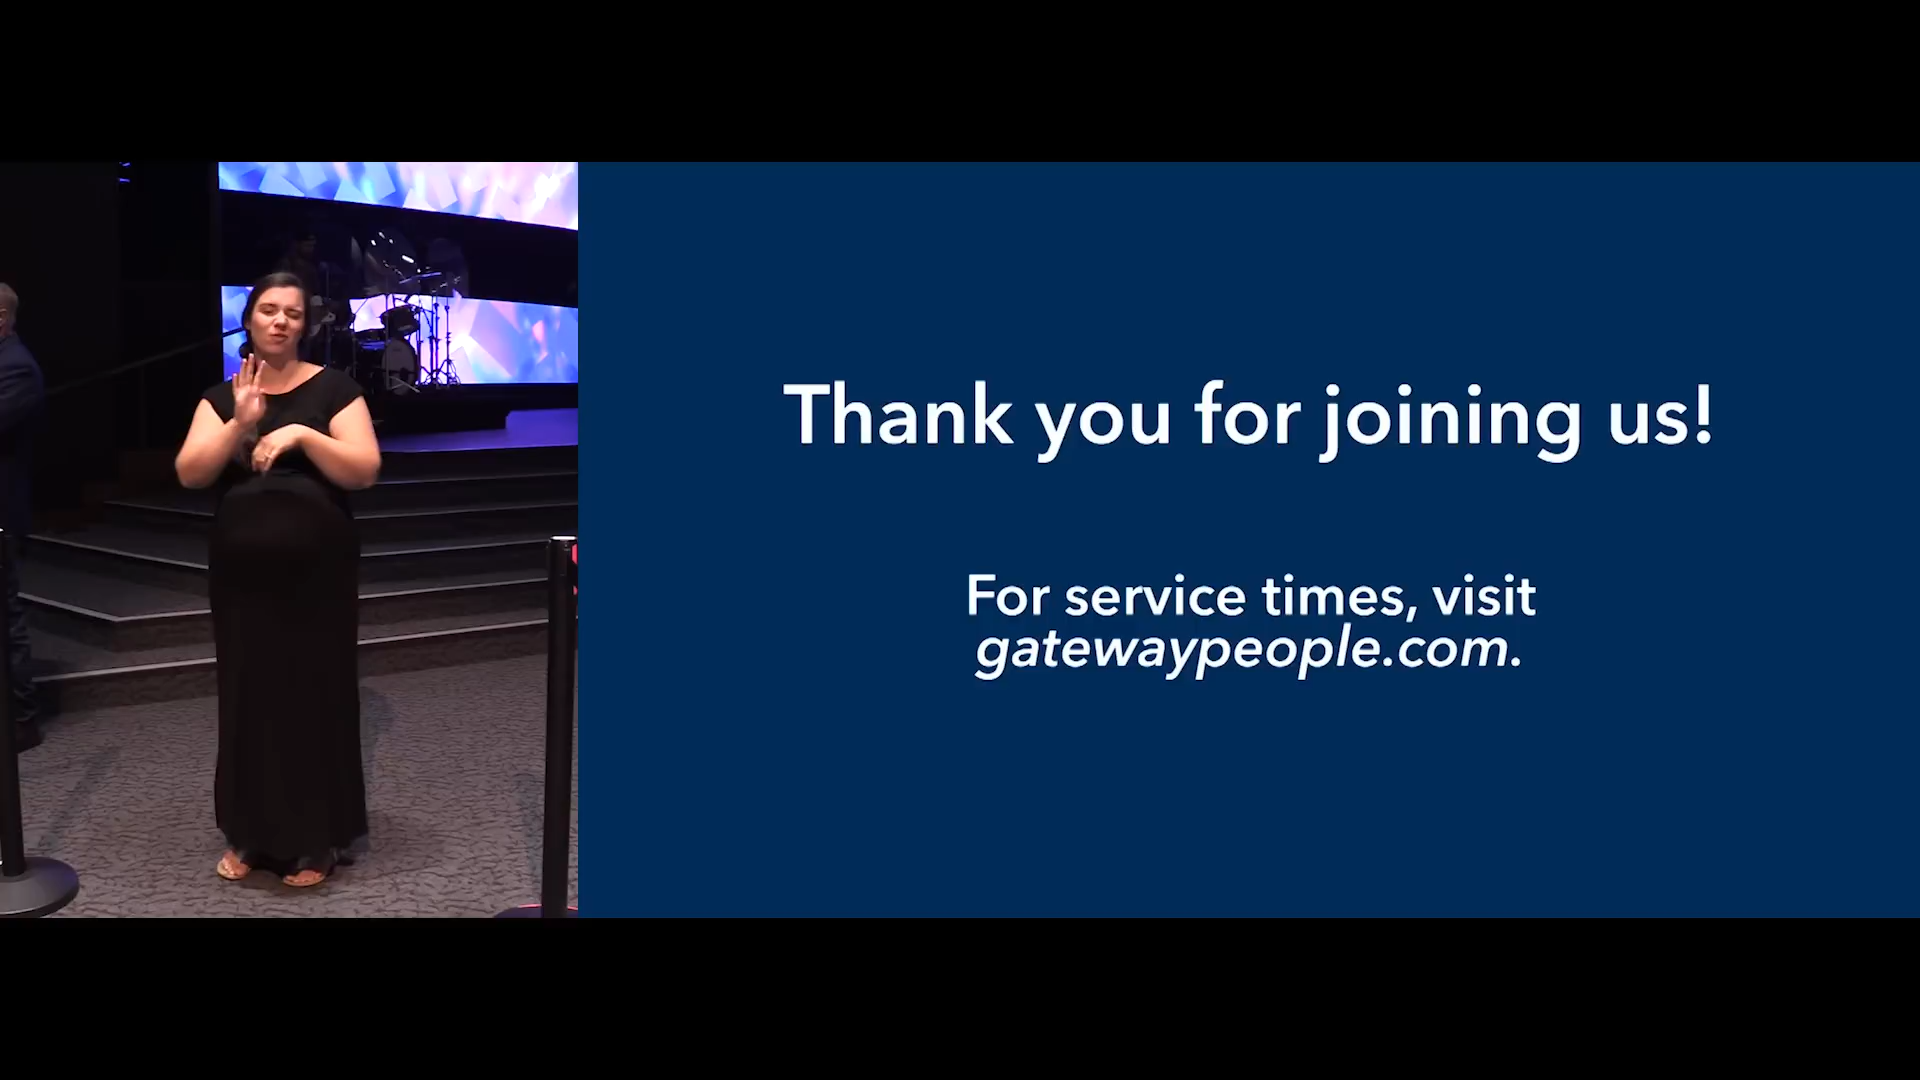 Thank you for joining us!
For service times, visit
gatewaypeople.com.